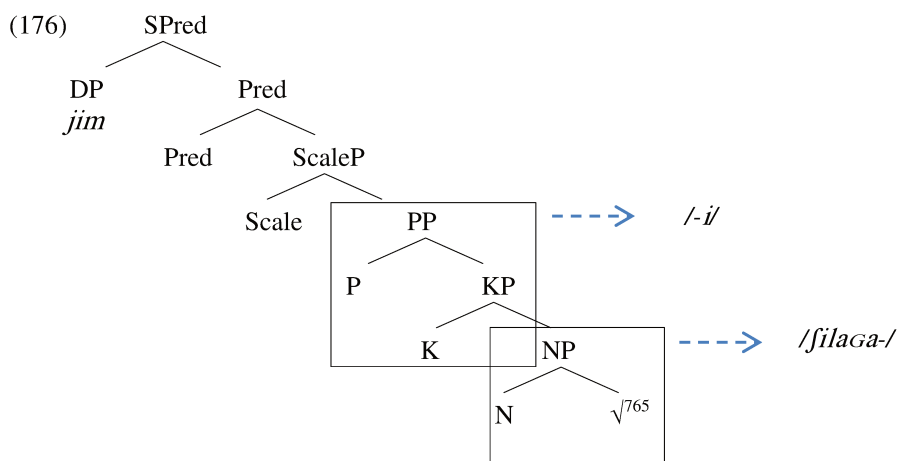 (176) SPred
DP Pred
jim
Pred ScaleP
Scale PP /-i/
P KP
K NP /ʃilaɢa-/
N √765